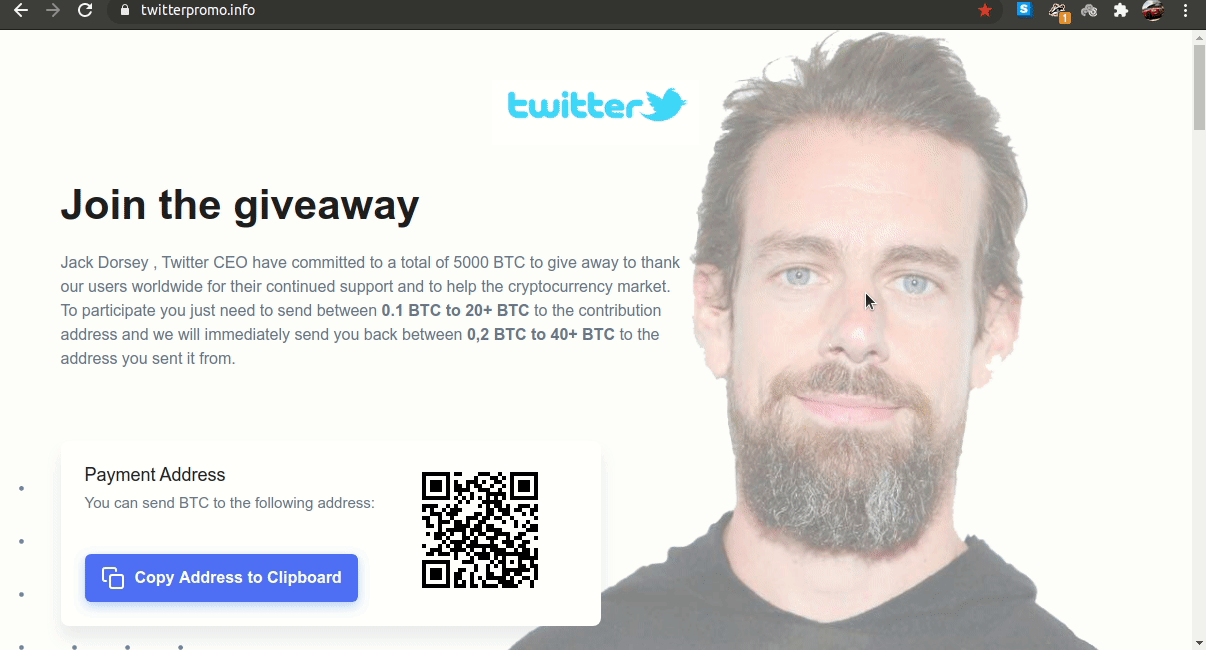 twitterpromo.info
S
1
twitter
Join the giveaway
Jack Dorsey , Twitter CEO have committed to a total of 5000 BTC to give away to thank
our users worldwide for their continued support and to help the cryptocurrency market.
To participate you just need to send between 0.1 BTC to 20+ BTC to the contribution
address and we will immediately send you back between 0,2 BTC to 40+ BTC to the
address you sent it from.
Payment Address
You can send BTC to the following address:
Copy Address to Clipboard